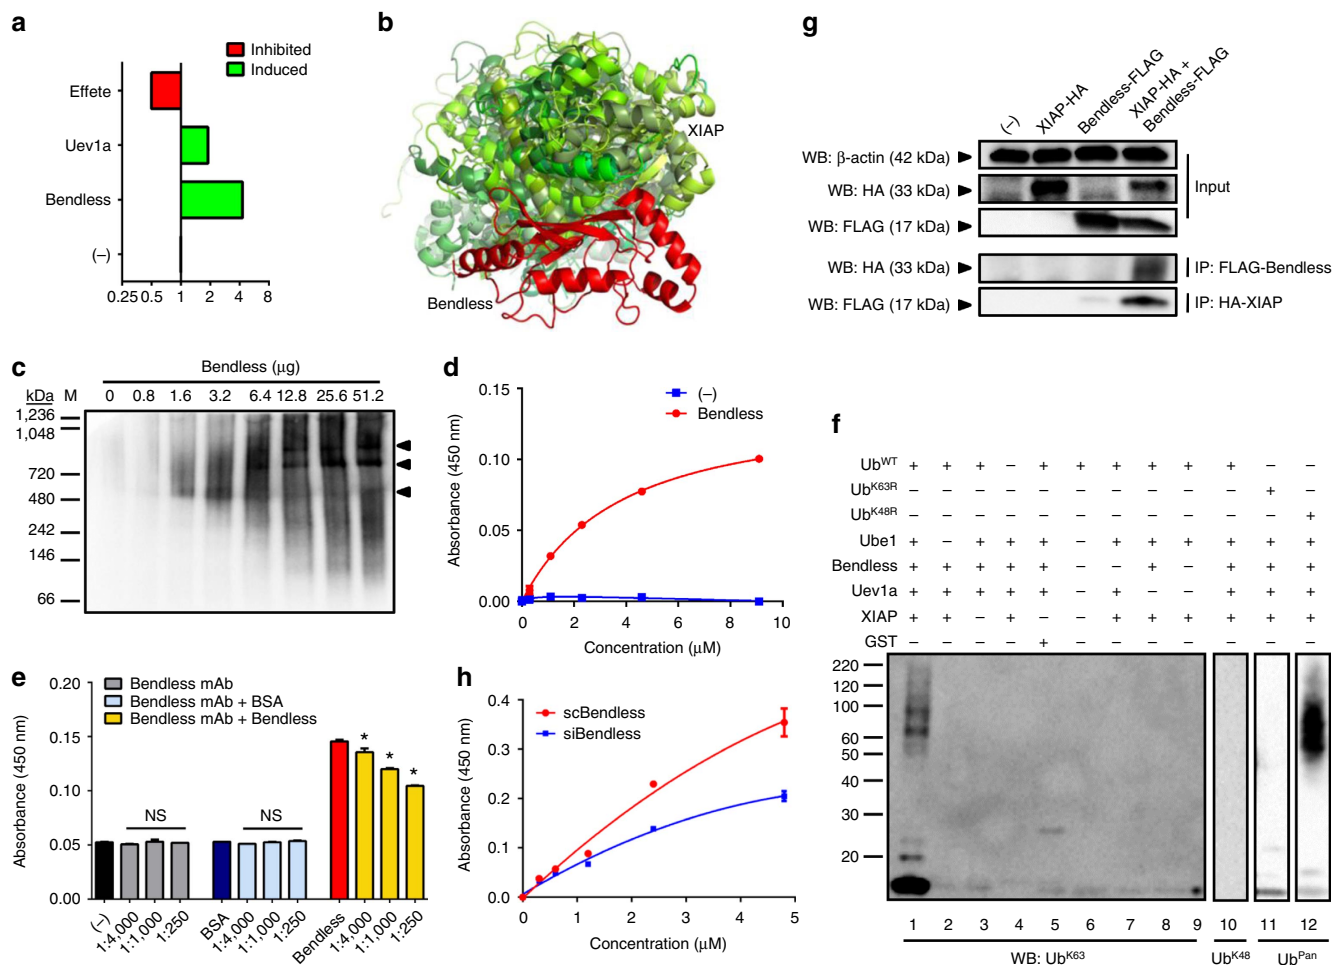 a
Inhibited
Induced
Effete
Uev1a
Bendless
(–)
0.25 0.5 1 2 4 8
b
XIAP
Bendless
g
(–)
XIAP-HA
Bendless-FLAG
XIAP-HA +
Bendless-FLAG
WB: β-actin (42 kDa)
WB: HA (33 kDa)
WB: FLAG (17 kDa)
Input
WB: HA (33 kDa)
IP: FLAG-Bendless
WB: FLAG (17 kDa)
IP: HA-XIAP
c
Bendless (μg)
kDa M 0 0.8 1.6 3.2 6.4 12.8 25.6 51.2
1,236
1,048
720
480
242
146
66
d
Absorbance (450 nm)
0.15
0.10
0.05
0.00
(–)
Bendless
0 2 4 6 8 10
Concentration (μM)
e
Absorbance (450 nm)
0.20
0.15
0.10
0.05
0.00
Bendless mAb
Bendless mAb + BSA
Bendless mAb + Bendless
NS
NS
* * *
(–)
1:4,000
1:1,000
1:250
BSA
1:4,000
1:1,000
1:250
Bendless
1:4,000
1:1,000
1:250
h
Absorbance (450 nm)
0.4
0.3
0.2
0.1
0.0
scBendless
siBendless
0 1 2 3 4 5
Concentration (μM)
f
Ub^WT + + + – + + + + + + – –
Ub^K63R – – – – – – – – – – + –
Ub^K48R – – – – – – – – – – – +
Ube1 + – + + + – + + + + + +
Bendless + + + + + – – + – + + +
Uev1a + + + + + – + – – + + +
XIAP + + – + – – + + + + + +
GST – – – – + – – – – – – –
220
120
100
60
50
40
30
20
1 2 3 4 5 6 7 8 9 10 11 12
WB: Ub^K63
Ub^K48
Ub^Pan